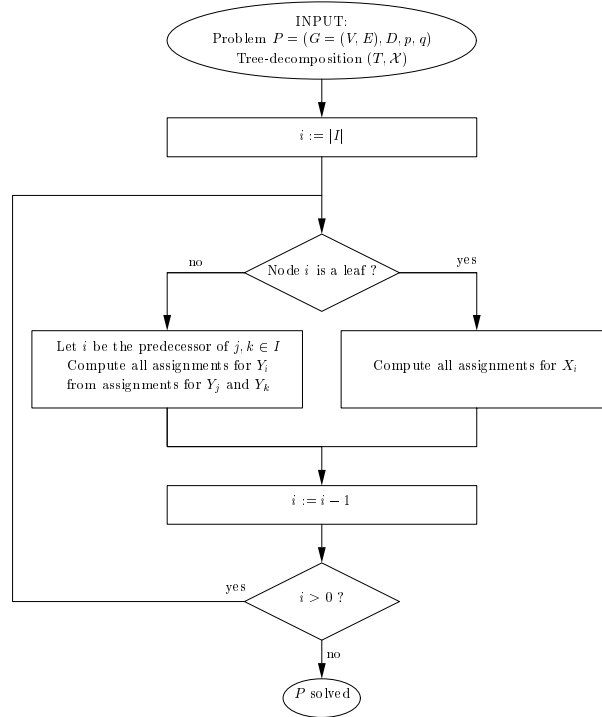 INPUT:
Problem P = (G = (V, E), D, p, q)
Tree-decomposition (T, 𝒳)
i := |I|
Node i is a leaf ?
no
yes
Let i be the predecessor of j, k ∈ I
Compute all assignments for Y_i
from assignments for Y_j and Y_k
Compute all assignments for X_i
i := i − 1
i > 0 ?
yes
no
P solved